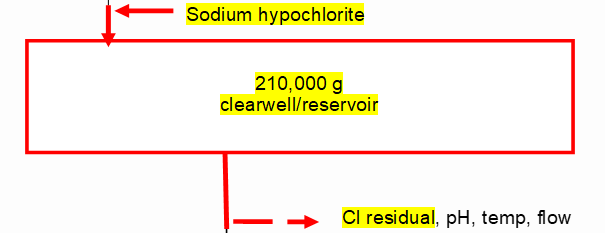 Sodium hypochlorite
210,000 g
clearwell/reservoir
Cl residual, pH, temp, flow